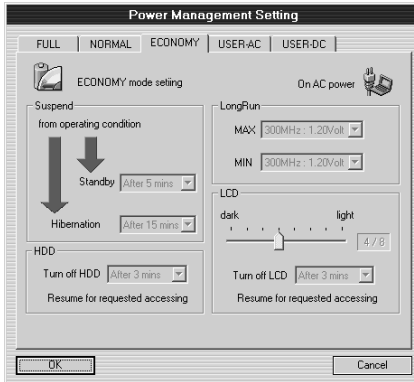 Power Management Setting
FULL NORMAL ECONOMY USER-AC USER-DC
ECONOMY mode setiing
On AC power
Suspend
from operating condition
Standby After 5 mins
Hibernation After 15 mins
HDD
Turn off HDD After 3 mins
Resume for requested accessing
LongRun
MAX 300MHz : 1.20Volt
MIN 300MHz : 1.20Volt
LCD
dark light
4 / 8
Turn off LCD After 3 mins
Resume for requested accessing
OK Cancel